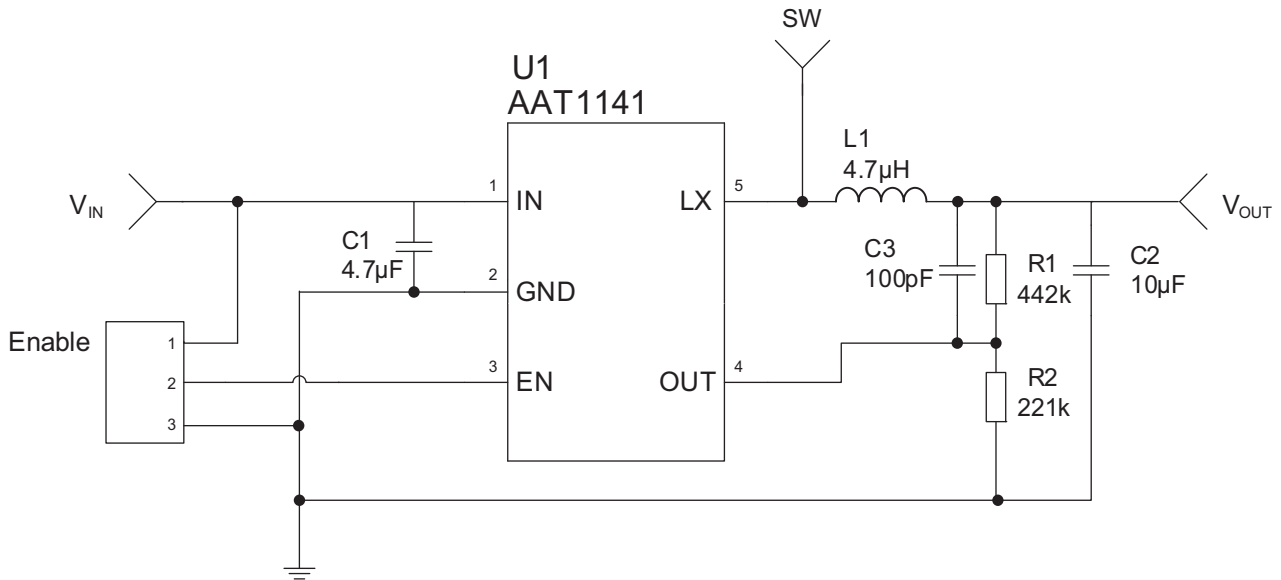 SW
U1
AAT1141
L1
4.7µH
V_IN
1
IN
LX
5
V_OUT
C1
4.7µF
C3
100pF
R1
442k
C2
10µF
2
GND
Enable
1
2
3
3
EN
OUT
4
R2
221k